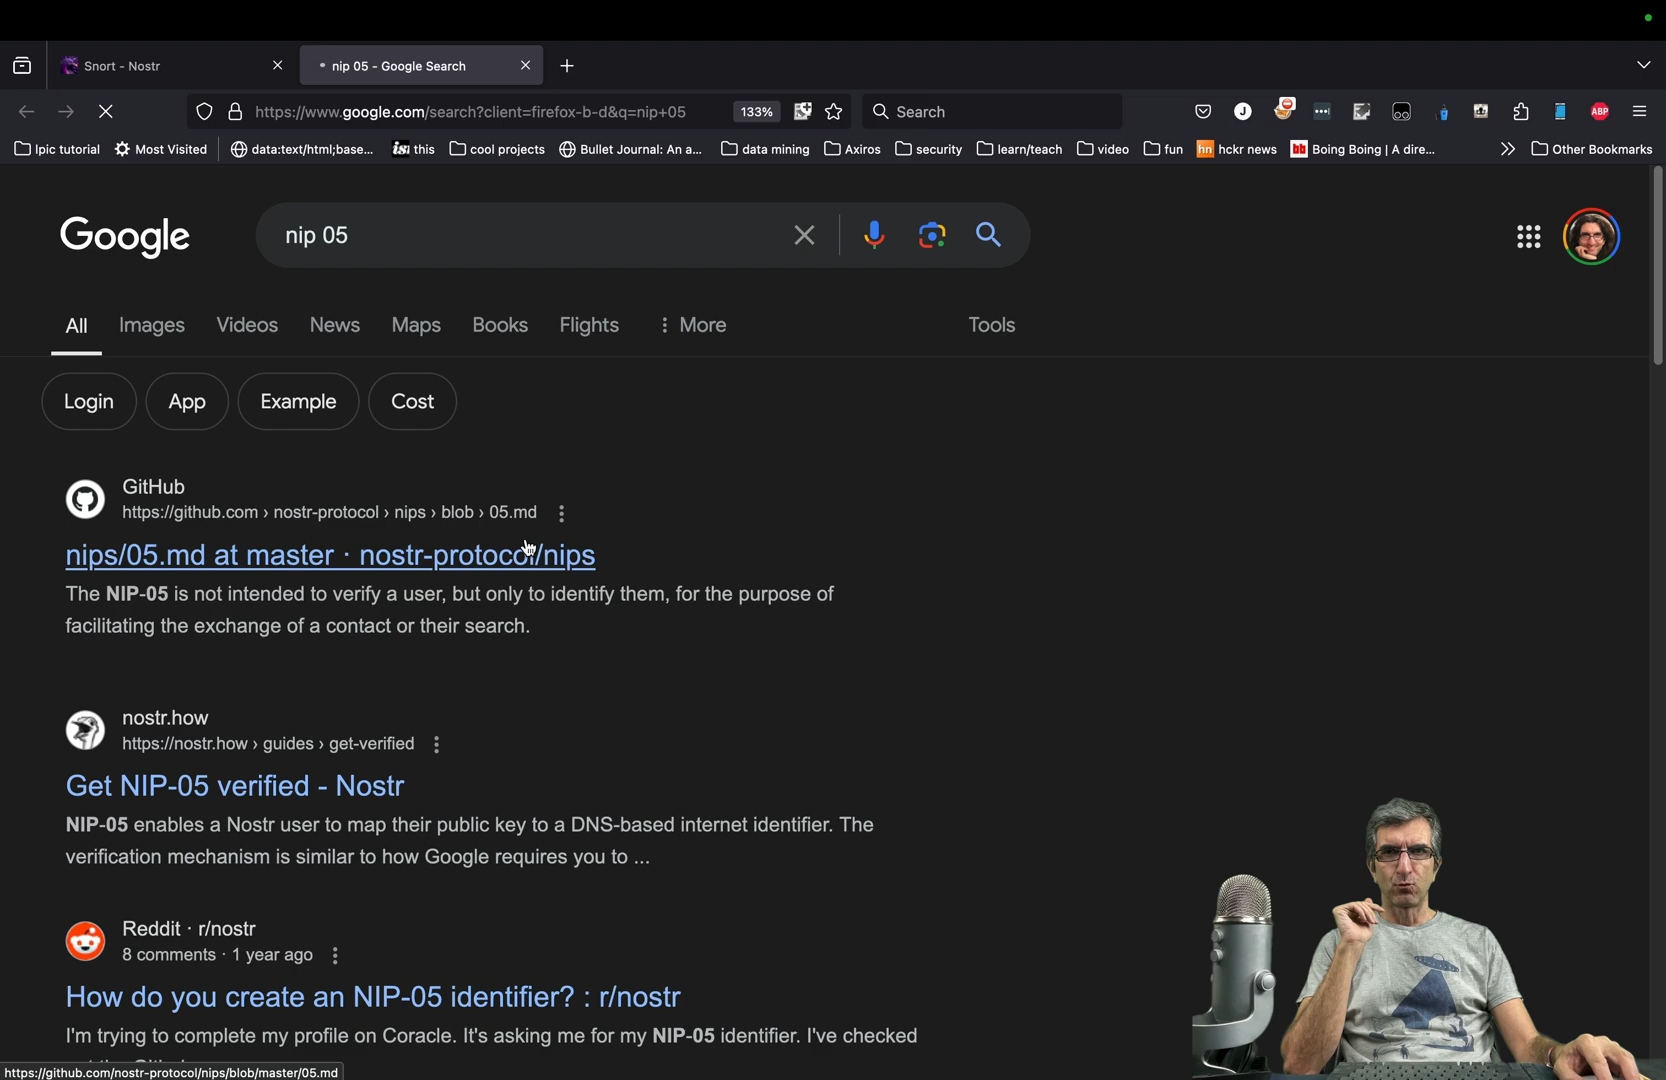 Snort - Nostr
nip 05 - Google Search
https://www.google.com/search?client=firefox-b-d&q=nip+05
133%
Search
J
ABP
lpic tutorial
Most Visited
data:text/html;base...
this
cool projects
Bullet Journal: An a...
data mining
Axiros
security
learn/teach
video
fun
hn
hckr news
bb
Boing Boing | A dire...
Other Bookmarks
Google
nip 05
All
Images
Videos
News
Maps
Books
Flights
More
Tools
Login
App
Example
Cost
GitHub
https://github.com › nostr-protocol › nips › blob › 05.md
nips/05.md at master · nostr-protocol/nips
The NIP-05 is not intended to verify a user, but only to identify them, for the purpose of
facilitating the exchange of a contact or their search.
nostr.how
https://nostr.how › guides › get-verified
Get NIP-05 verified - Nostr
NIP-05 enables a Nostr user to map their public key to a DNS-based internet identifier. The
verification mechanism is similar to how Google requires you to ...
Reddit · r/nostr
8 comments · 1 year ago
How do you create an NIP-05 identifier? : r/nostr
I'm trying to complete my profile on Coracle. It's asking me for my NIP-05 identifier. I've checked
https://github.com/nostr-protocol/nips/blob/master/05.md